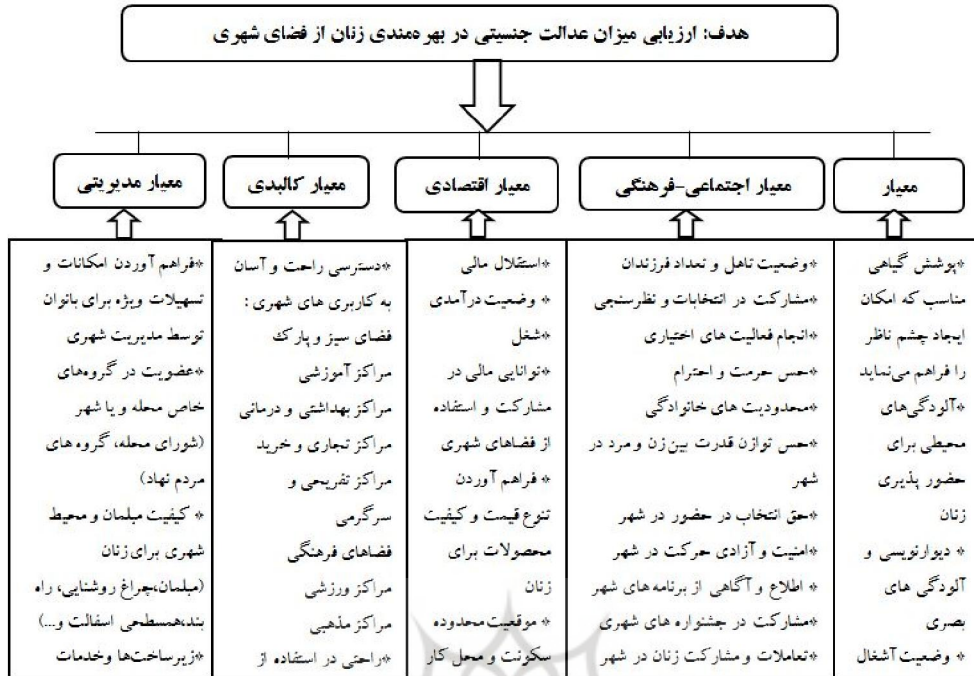 هدف: ارزیابی میزان عدالت جنسیتی در بهره‌مندی زنان از فضای شهری
معیار
معیار اجتماعی-فرهنگی
معیار اقتصادی
معیار کالبدی
معیار مدیریتی
*پوشش گیاهی
مناسب که امکان
ایجاد چشم ناظر
را فراهم می‌نماید
*آلودگی‌های
محیطی برای
حضور پذیری
زنان
* دیوارنویسی و
آلودگی های
بصری
* وضعیت آشغال
*وضعیت تاهل و تعداد فرزندان
*مشارکت در انتخابات و نظرسنجی
*انجام فعالیت های اختیاری
*حس حرمت و احترام
*محدودیت های خانوادگی
*حس توازن قدرت بین زن و مرد در
شهر
*حق انتخاب در حضور در شهر
*امنیت و آزادی حرکت در شهر
* اطلاع و آگاهی از برنامه های شهر
*مشارکت در جشنواره های شهری
*تعاملات و مشارکت زنان در شهر
*استقلال مالی
* وضعیت درآمدی
*شغل
*توانایی مالی در
مشارکت و استفاده
از فضاهای شهری
* فراهم آوردن
تنوع قیمت و کیفیت
محصولات برای
زنان
* موقعیت محدوده
سکونت و محل کار
*دسترسی راحت و آسان
به کاربری های شهری :
فضای سبز و پارک
مراکز آموزشی
مراکز بهداشتی و درمانی
مراکز تجاری و خرید
مراکز تفریحی و
سرگرمی
فضاهای فرهنگی
مراکز ورزشی
مراکز مذهبی
*راحتی در استفاده از
*فراهم آوردن امکانات و
تسهیلات ویژه برای بانوان
توسط مدیریت شهری
*عضویت در گروه‌های
خاص محله و یا شهر
(شورای محله، گروه های
مردم نهاد)
* کیفیت مبلمان و محیط
شهری برای زنان
(مبلمان،چراغ روشنایی، راه
بند،همسطحی اسفالت و...)
*زیرساخت‌ها وخدمات